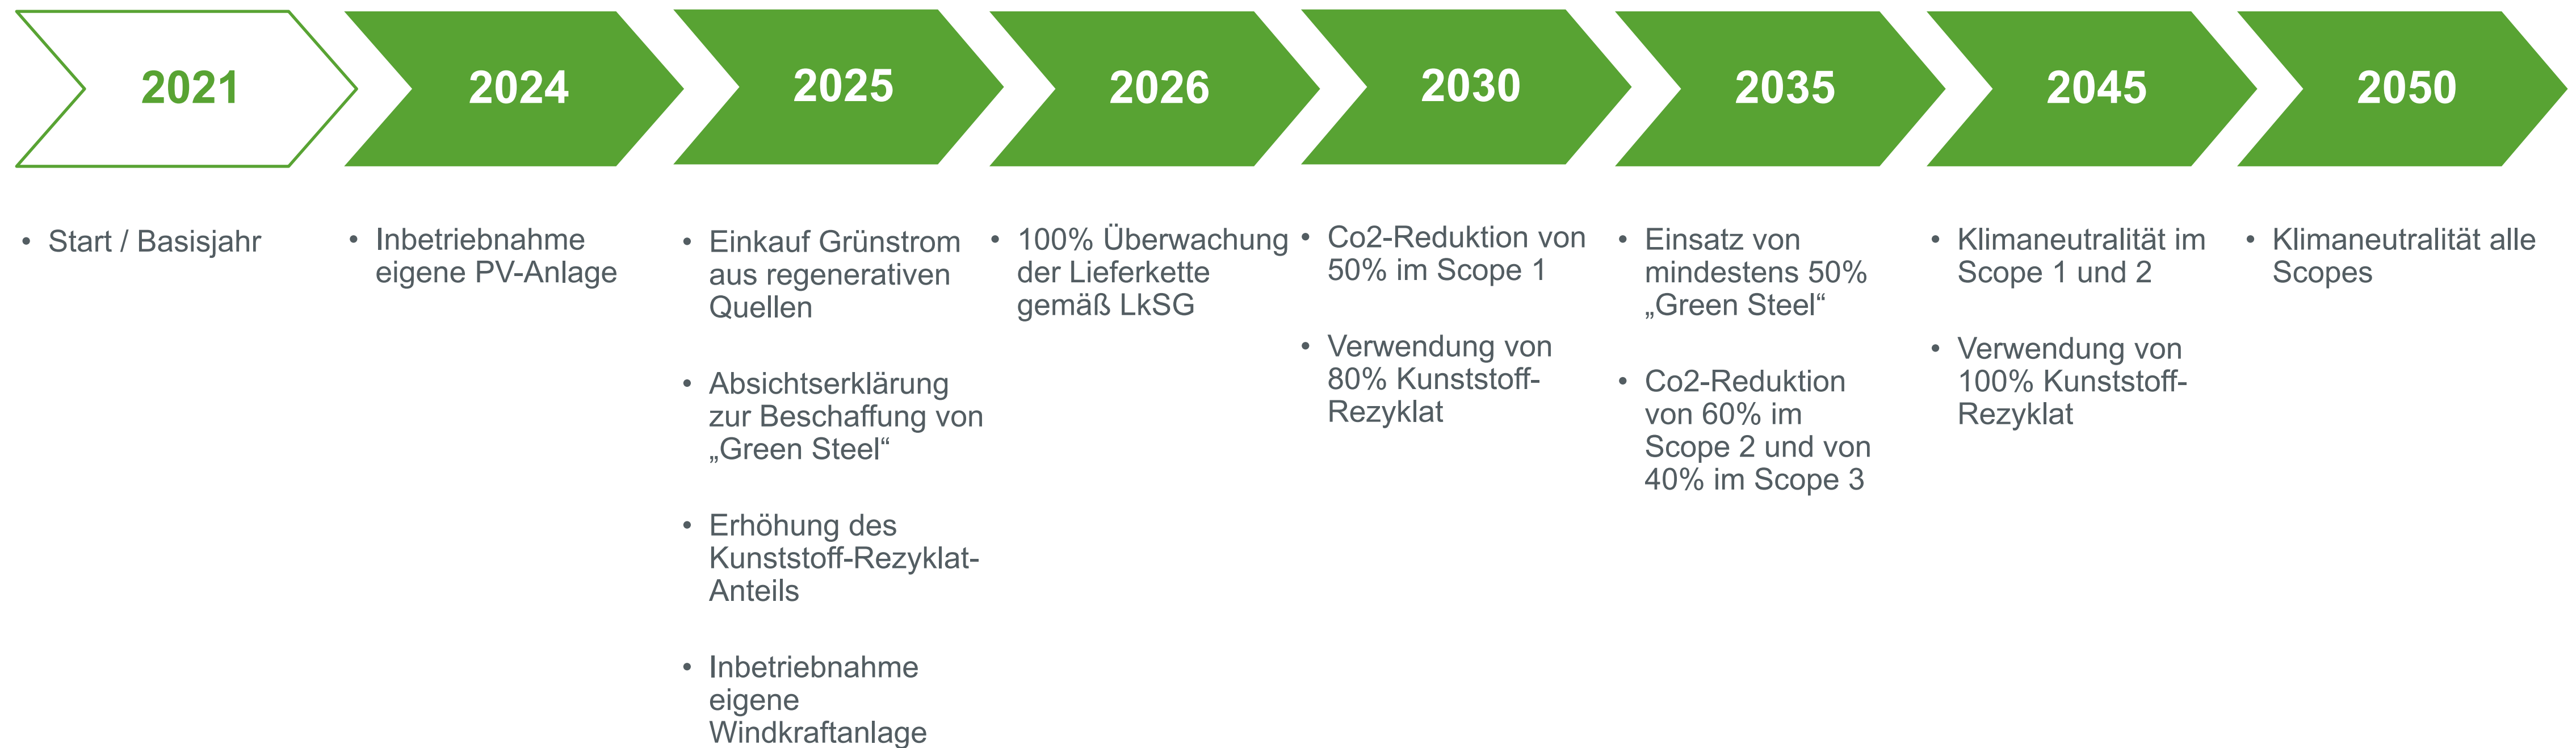 2021
2024
2025
2026
2030
2035
2045
2050
• Start / Basisjahr
• Inbetriebnahme
eigene PV-Anlage
• Einkauf Grünstrom
aus regenerativen
Quellen
• Absichtserklärung
zur Beschaffung von
„Green Steel“
• Erhöhung des
Kunststoff-Rezyklat-
Anteils
• Inbetriebnahme
eigene
Windkraftanlage
• 100% Überwachung
der Lieferkette
gemäß LkSG
• Co2-Reduktion von
50% im Scope 1
• Verwendung von
80% Kunststoff-
Rezyklat
• Einsatz von
mindestens 50%
„Green Steel“
• Co2-Reduktion
von 60% im
Scope 2 und von
40% im Scope 3
• Klimaneutralität im
Scope 1 und 2
• Verwendung von
100% Kunststoff-
Rezyklat
• Klimaneutralität alle
Scopes